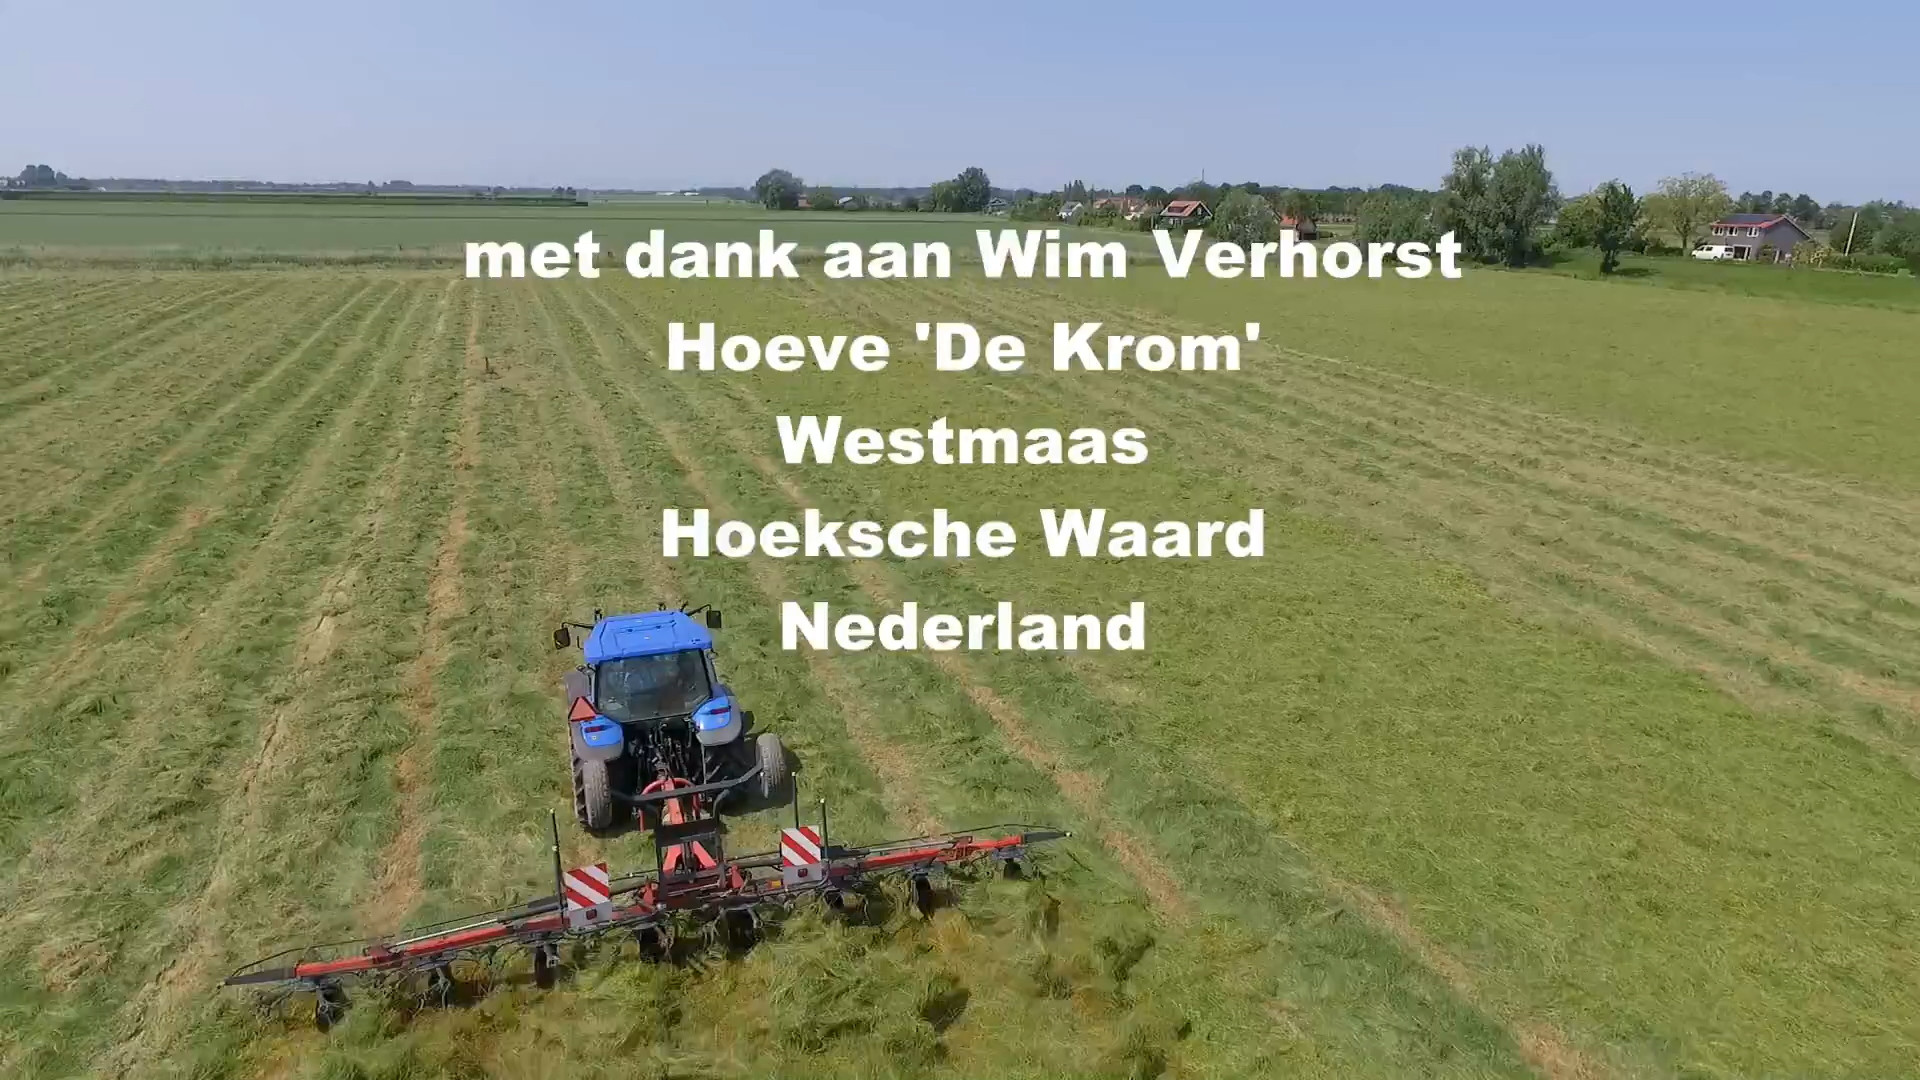 met dank aan Wim Verhorst
Hoeve 'De Krom'
Westmaas
Hoeksche Waard
Nederland